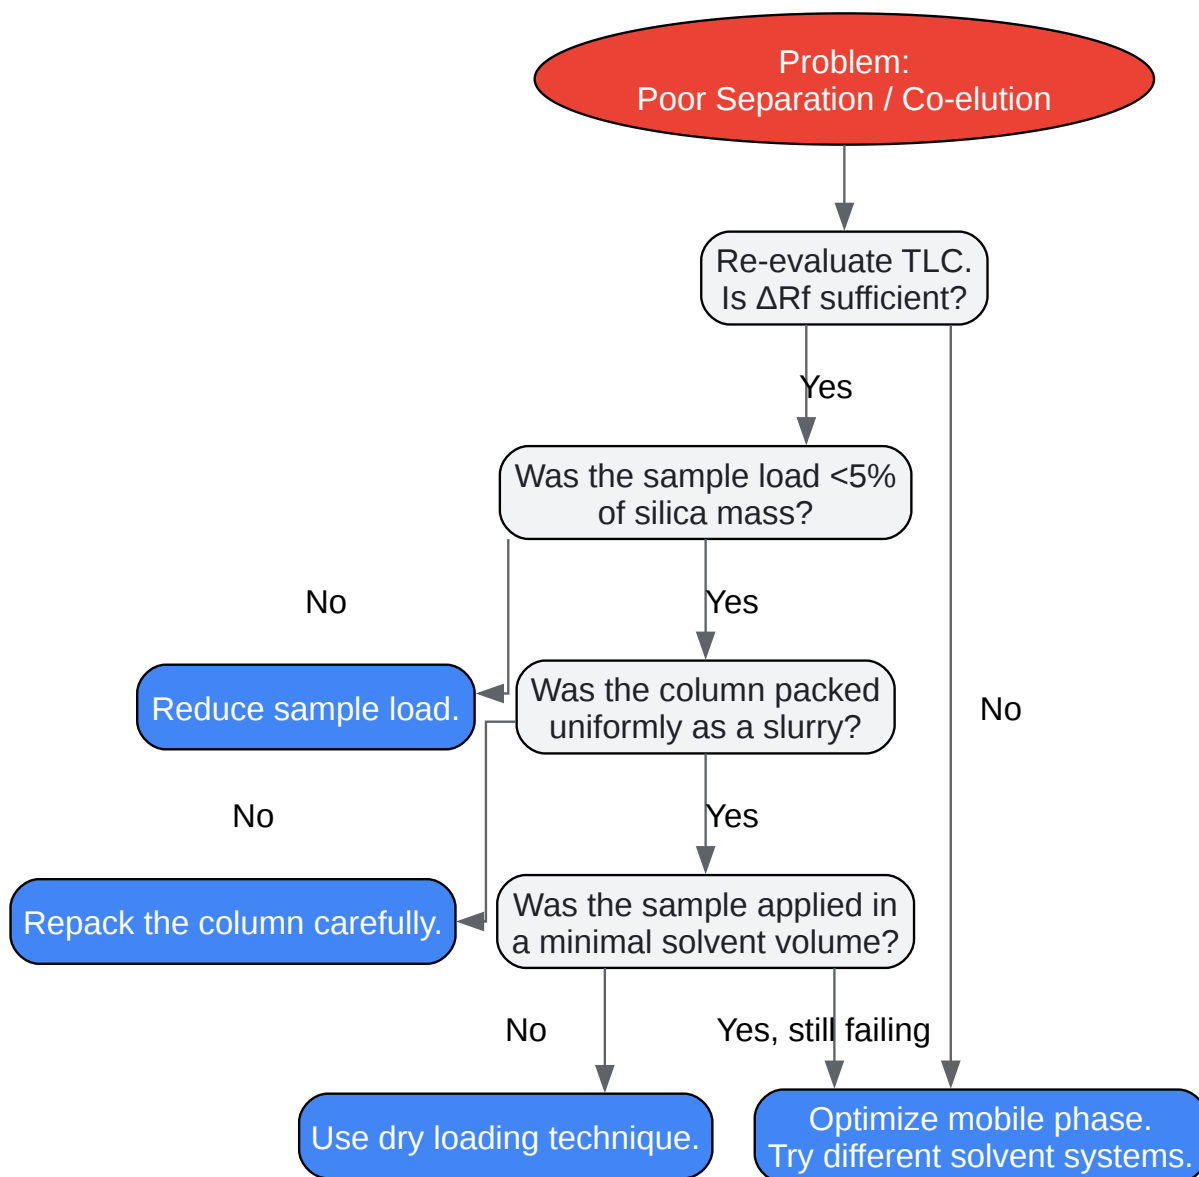 Problem:
Poor Separation / Co-elution
Re-evaluate TLC.
Is ΔRf sufficient?
Yes
Was the sample load <5%
of silica mass?
No
Yes
Reduce sample load.
Was the column packed
uniformly as a slurry?
No
No
Yes
Repack the column carefully.
Was the sample applied in
a minimal solvent volume?
No
Yes, still failing
Use dry loading technique.
Optimize mobile phase.
Try different solvent systems.